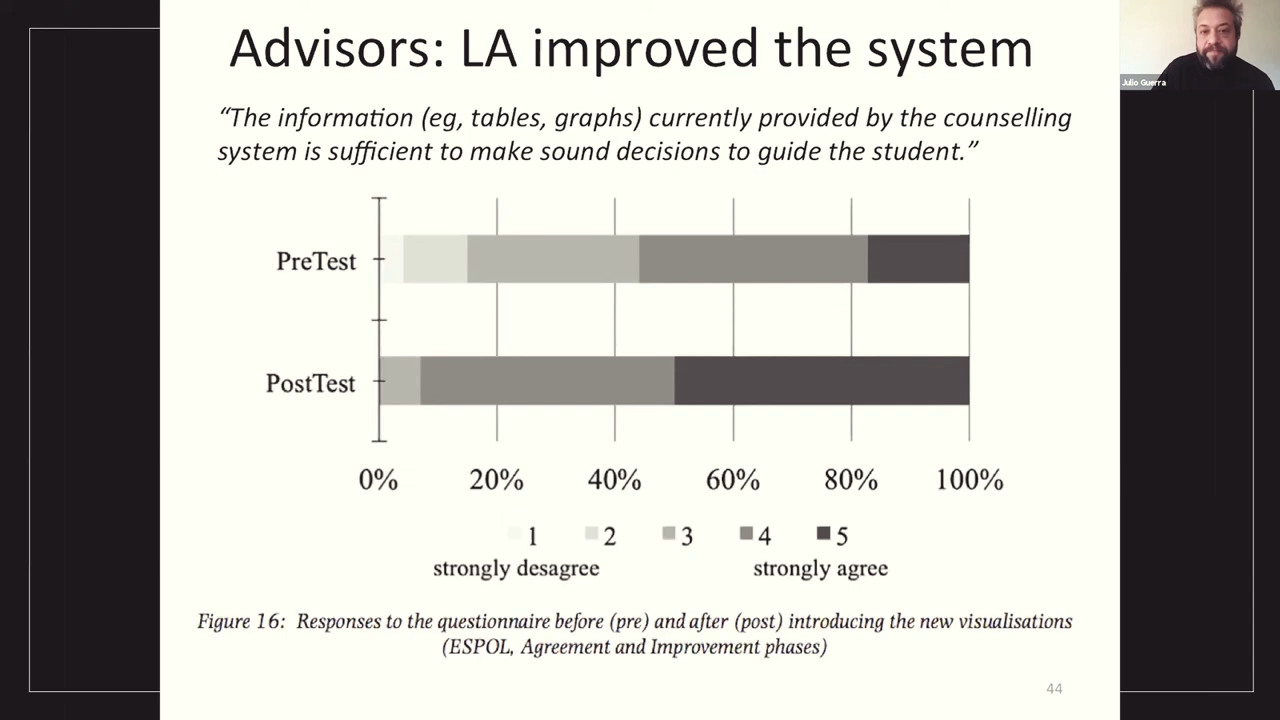 Advisors: LA improved the system
Julio Guerra
“The information (eg, tables, graphs) currently provided by the counselling
system is sufficient to make sound decisions to guide the student.”
PreTest
PostTest
0% 20% 40% 60% 80% 100%
1 2 3 4 5
strongly desagree strongly agree
Figure 16: Responses to the questionnaire before (pre) and after (post) introducing the new visualisations
(ESPOL, Agreement and Improvement phases)
44